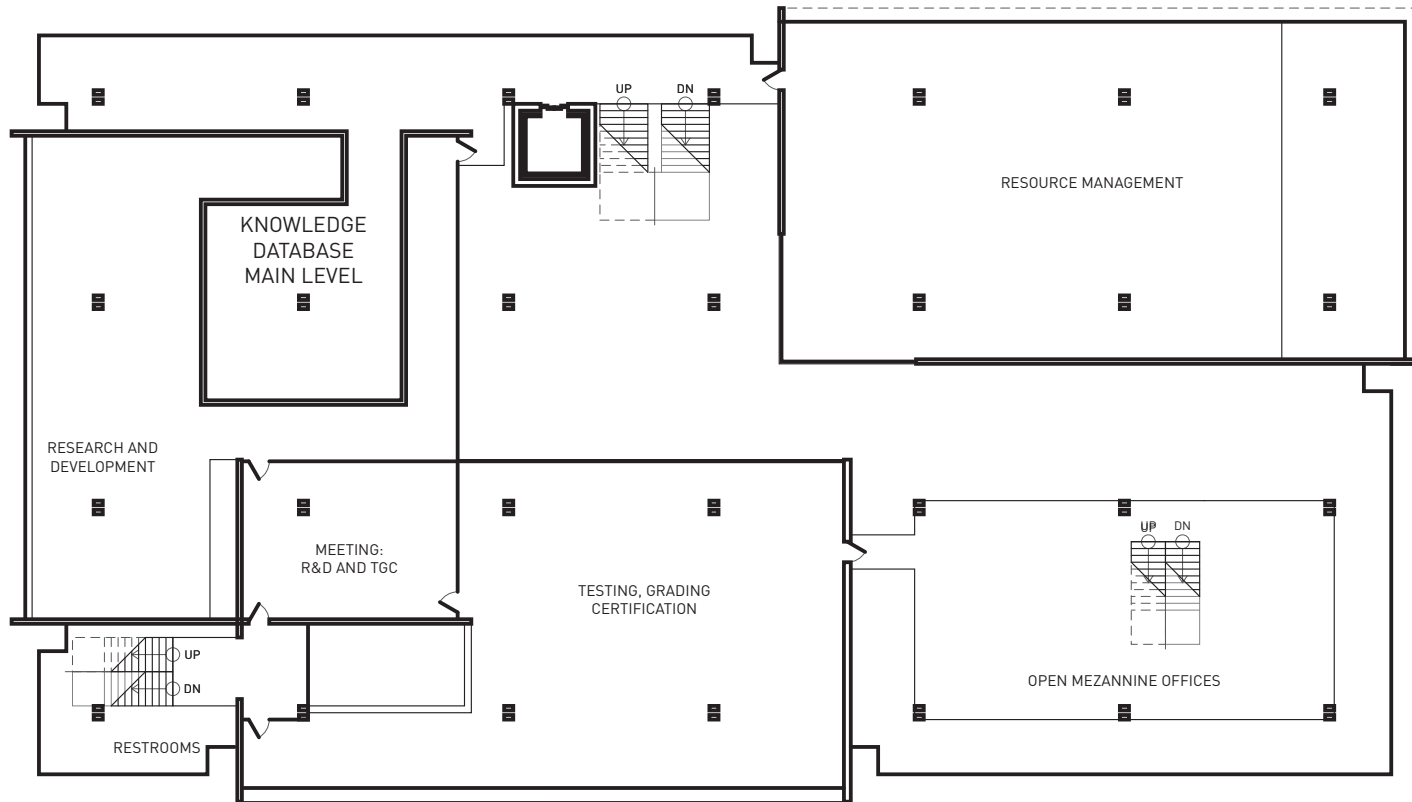 UP
DN
RESOURCE MANAGEMENT
KNOWLEDGE
DATABASE
MAIN LEVEL
RESEARCH AND
DEVELOPMENT
MEETING:
R&D AND TGC
TESTING, GRADING
CERTIFICATION
UP
DN
OPEN MEZANNINE OFFICES
UP
DN
RESTROOMS